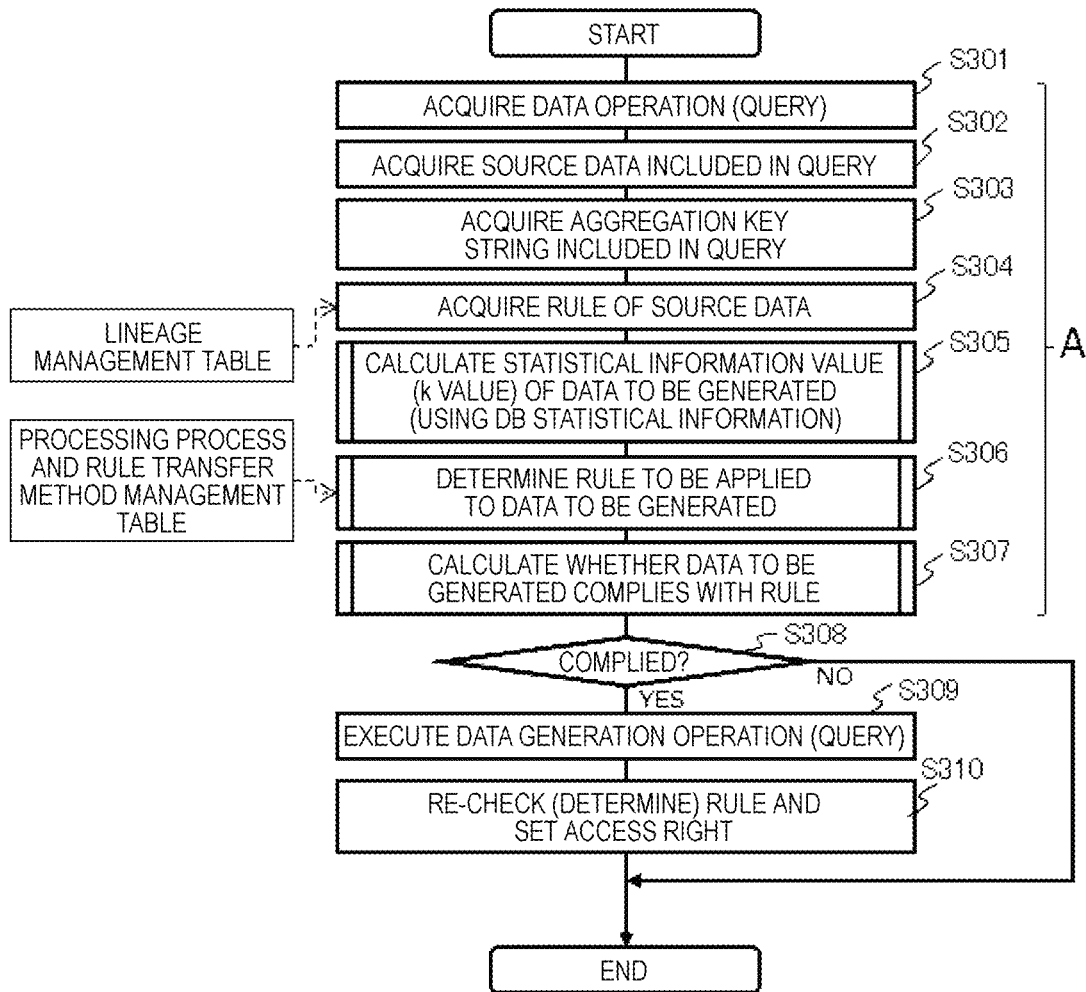 START
S301
ACQUIRE DATA OPERATION (QUERY)
S302
ACQUIRE SOURCE DATA INCLUDED IN QUERY
S303
ACQUIRE AGGREGATION KEY
STRING INCLUDED IN QUERY
S304
ACQUIRE RULE OF SOURCE DATA
LINEAGE
MANAGEMENT TABLE
A
S305
CALCULATE STATISTICAL INFORMATION VALUE
(k VALUE) OF DATA TO BE GENERATED
(USING DB STATISTICAL INFORMATION)
PROCESSING PROCESS
AND RULE TRANSFER
METHOD MANAGEMENT
TABLE
S306
DETERMINE RULE TO BE APPLIED
TO DATA TO BE GENERATED
S307
CALCULATE WHETHER DATA TO BE
GENERATED COMPLIES WITH RULE
S308
COMPLIED?
NO
YES
S309
EXECUTE DATA GENERATION OPERATION (QUERY)
S310
RE-CHECK (DETERMINE) RULE AND
SET ACCESS RIGHT
END